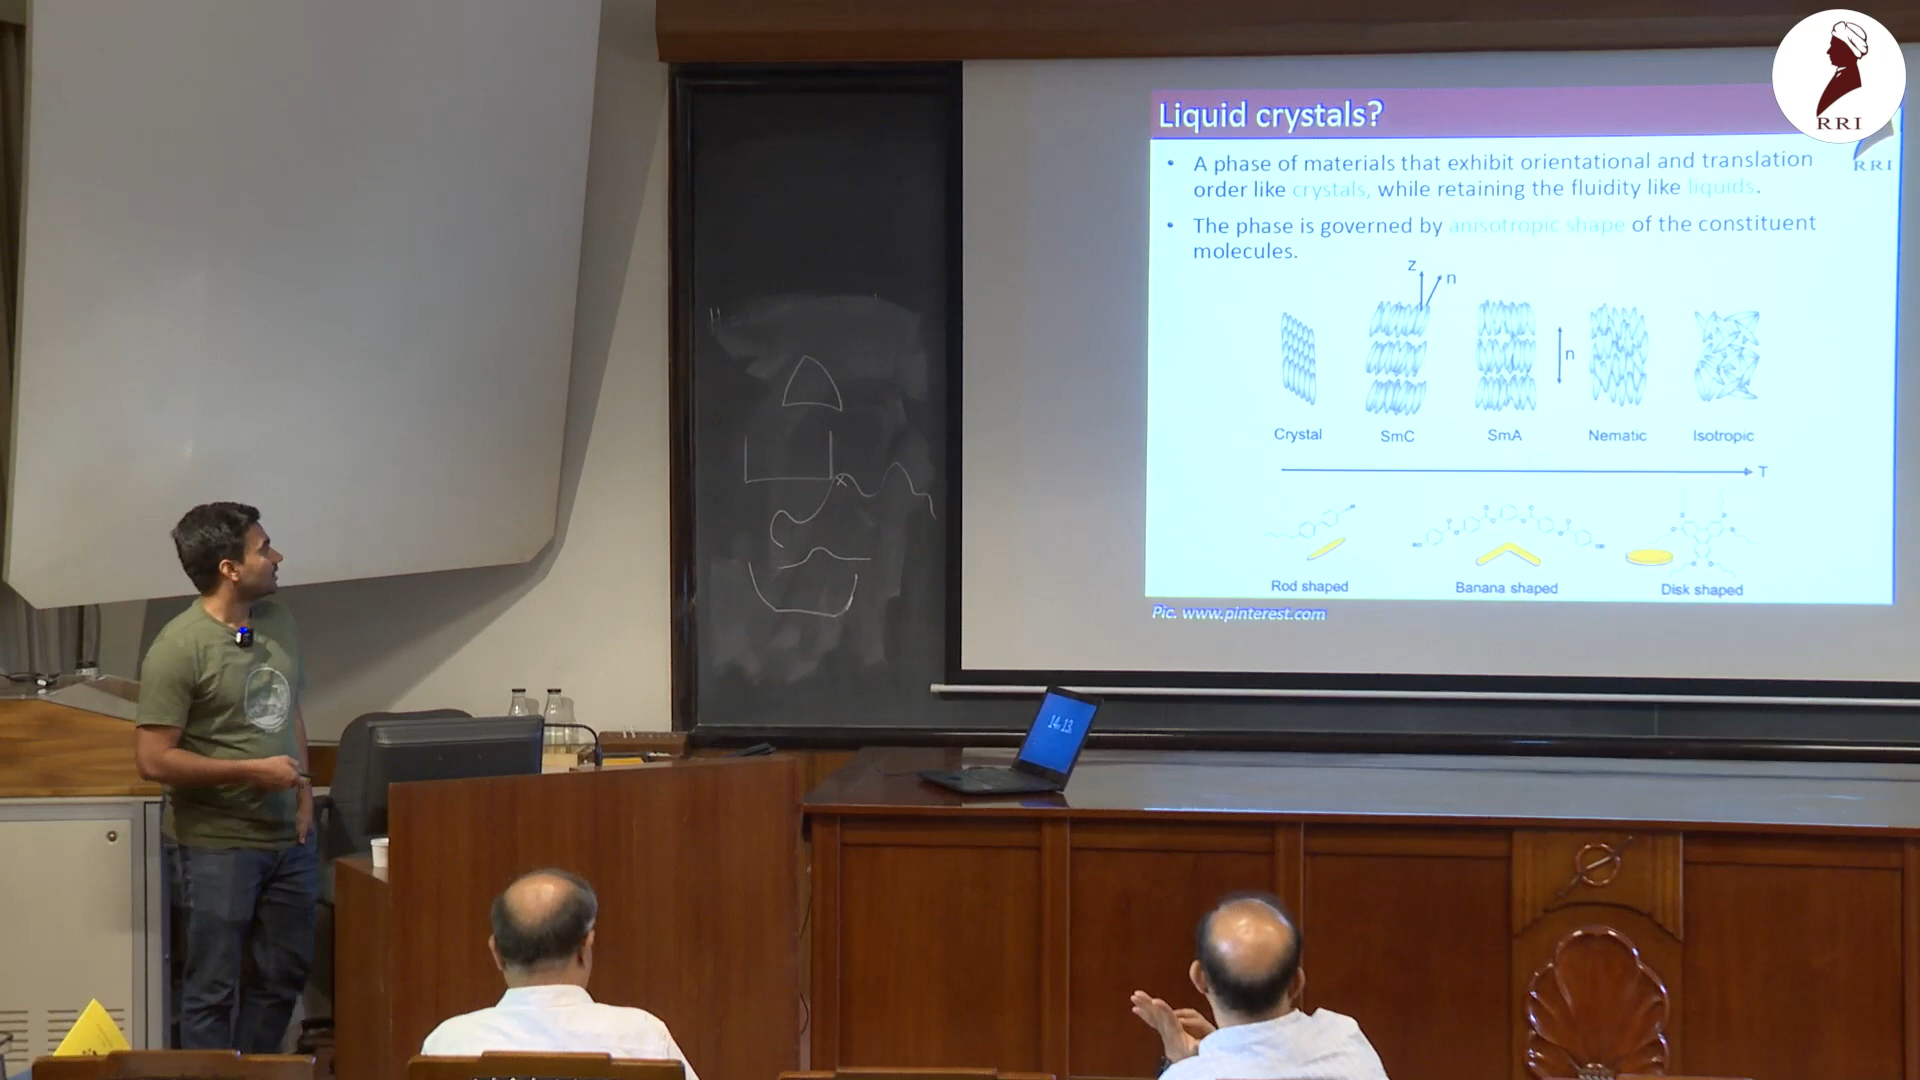 RRI
Liquid crystals?
RRI
• A phase of materials that exhibit orientational and translation
order like crystals, while retaining the fluidity like liquids.
• The phase is governed by anisotropic shape of the constituent
molecules.
z
n
n
Crystal SmC SmA Nematic Isotropic
T
Rod shaped Banana shaped Disk shaped
Pic. www.pinterest.com